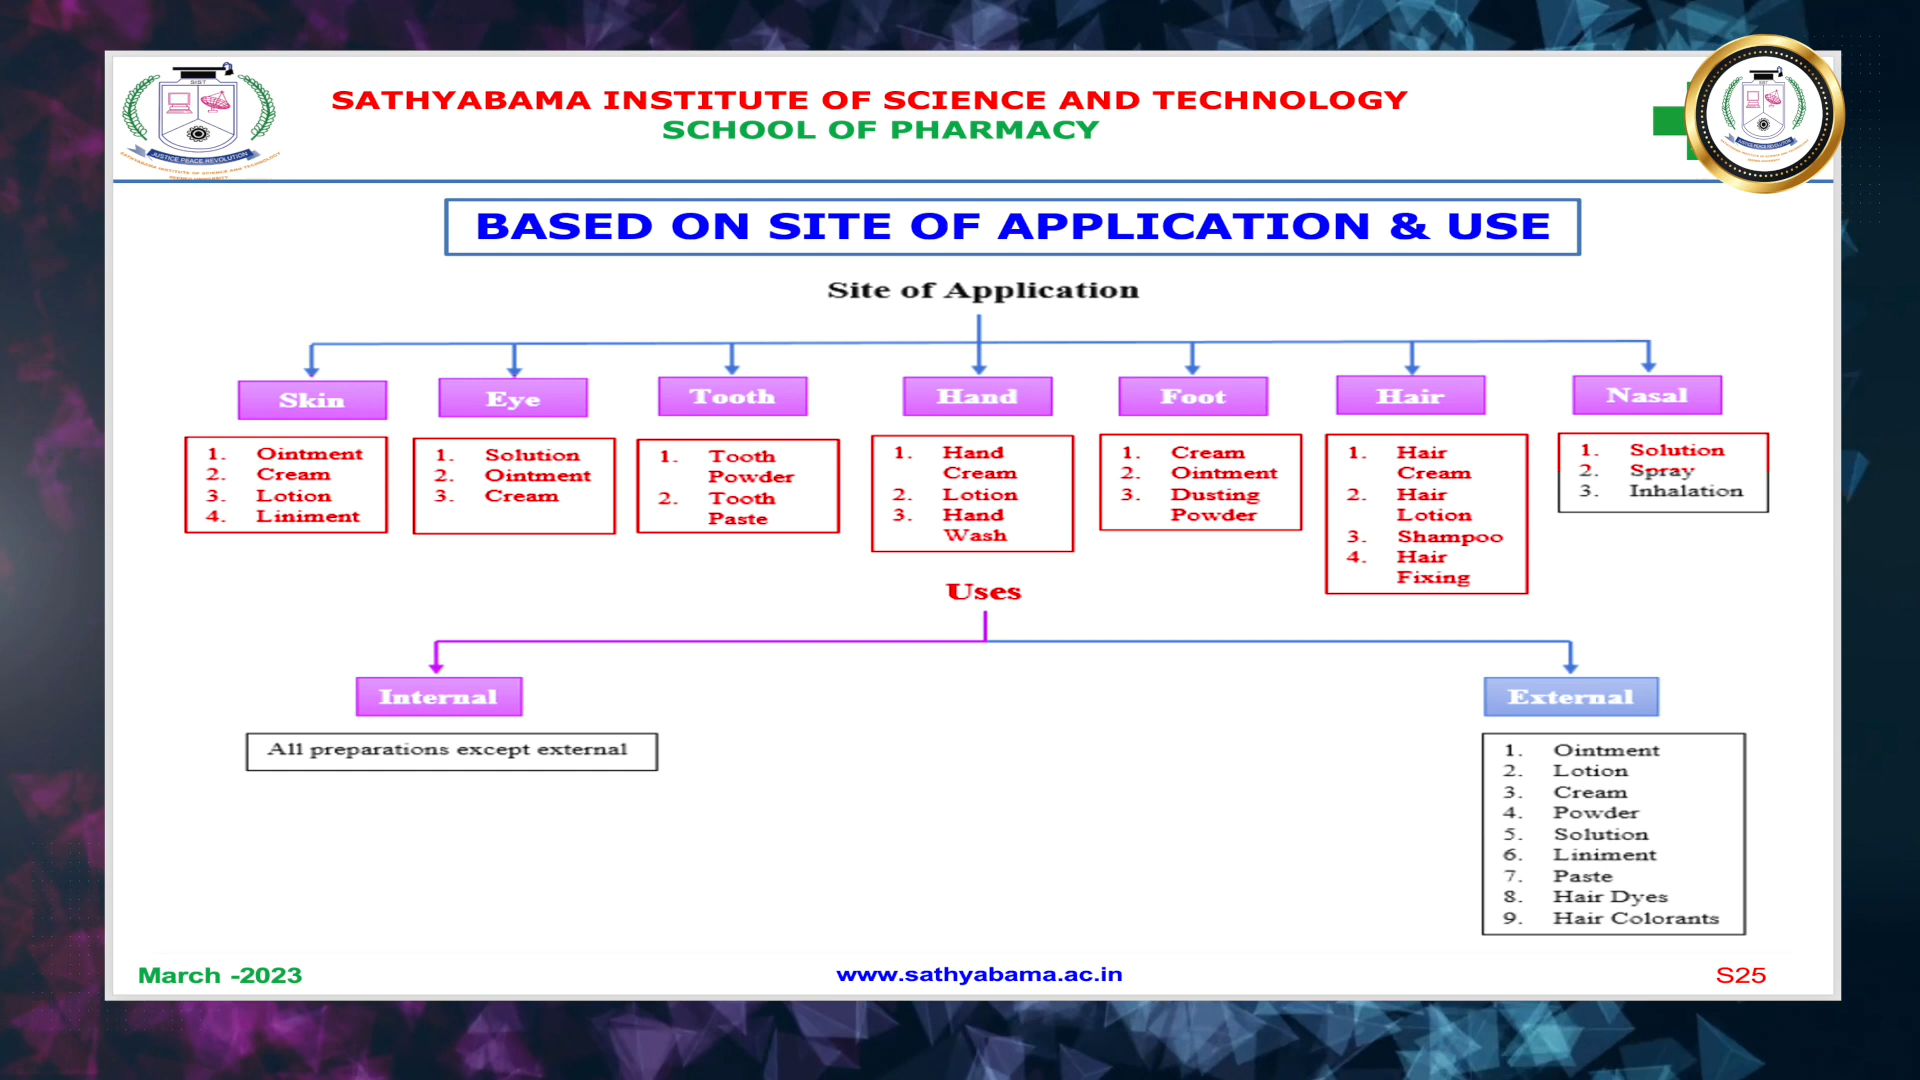 SIST
JUSTICE PEACE REVOLUTION
SATHYABAMA INSTITUTE OF SCIENCE AND TECHNOLOGY
SCHOOL OF PHARMACY
BASED ON SITE OF APPLICATION & USE
Site of Application
Skin
Eye
Tooth
Hand
Foot
Hair
Nasal
1. Ointment
2. Cream
3. Lotion
4. Liniment
1. Solution
2. Ointment
3. Cream
1. Tooth
Powder
2. Tooth
Paste
1. Hand
Cream
2. Lotion
3. Hand
Wash
1. Cream
2. Ointment
3. Dusting
Powder
1. Hair
Cream
2. Hair
Lotion
3. Shampoo
4. Hair
Fixing
1. Solution
2. Spray
3. Inhalation
Uses
Internal
External
All preparations except external
1. Ointment
2. Lotion
3. Cream
4. Powder
5. Solution
6. Liniment
7. Paste
8. Hair Dyes
9. Hair Colorants
March -2023
www.sathyabama.ac.in
S25